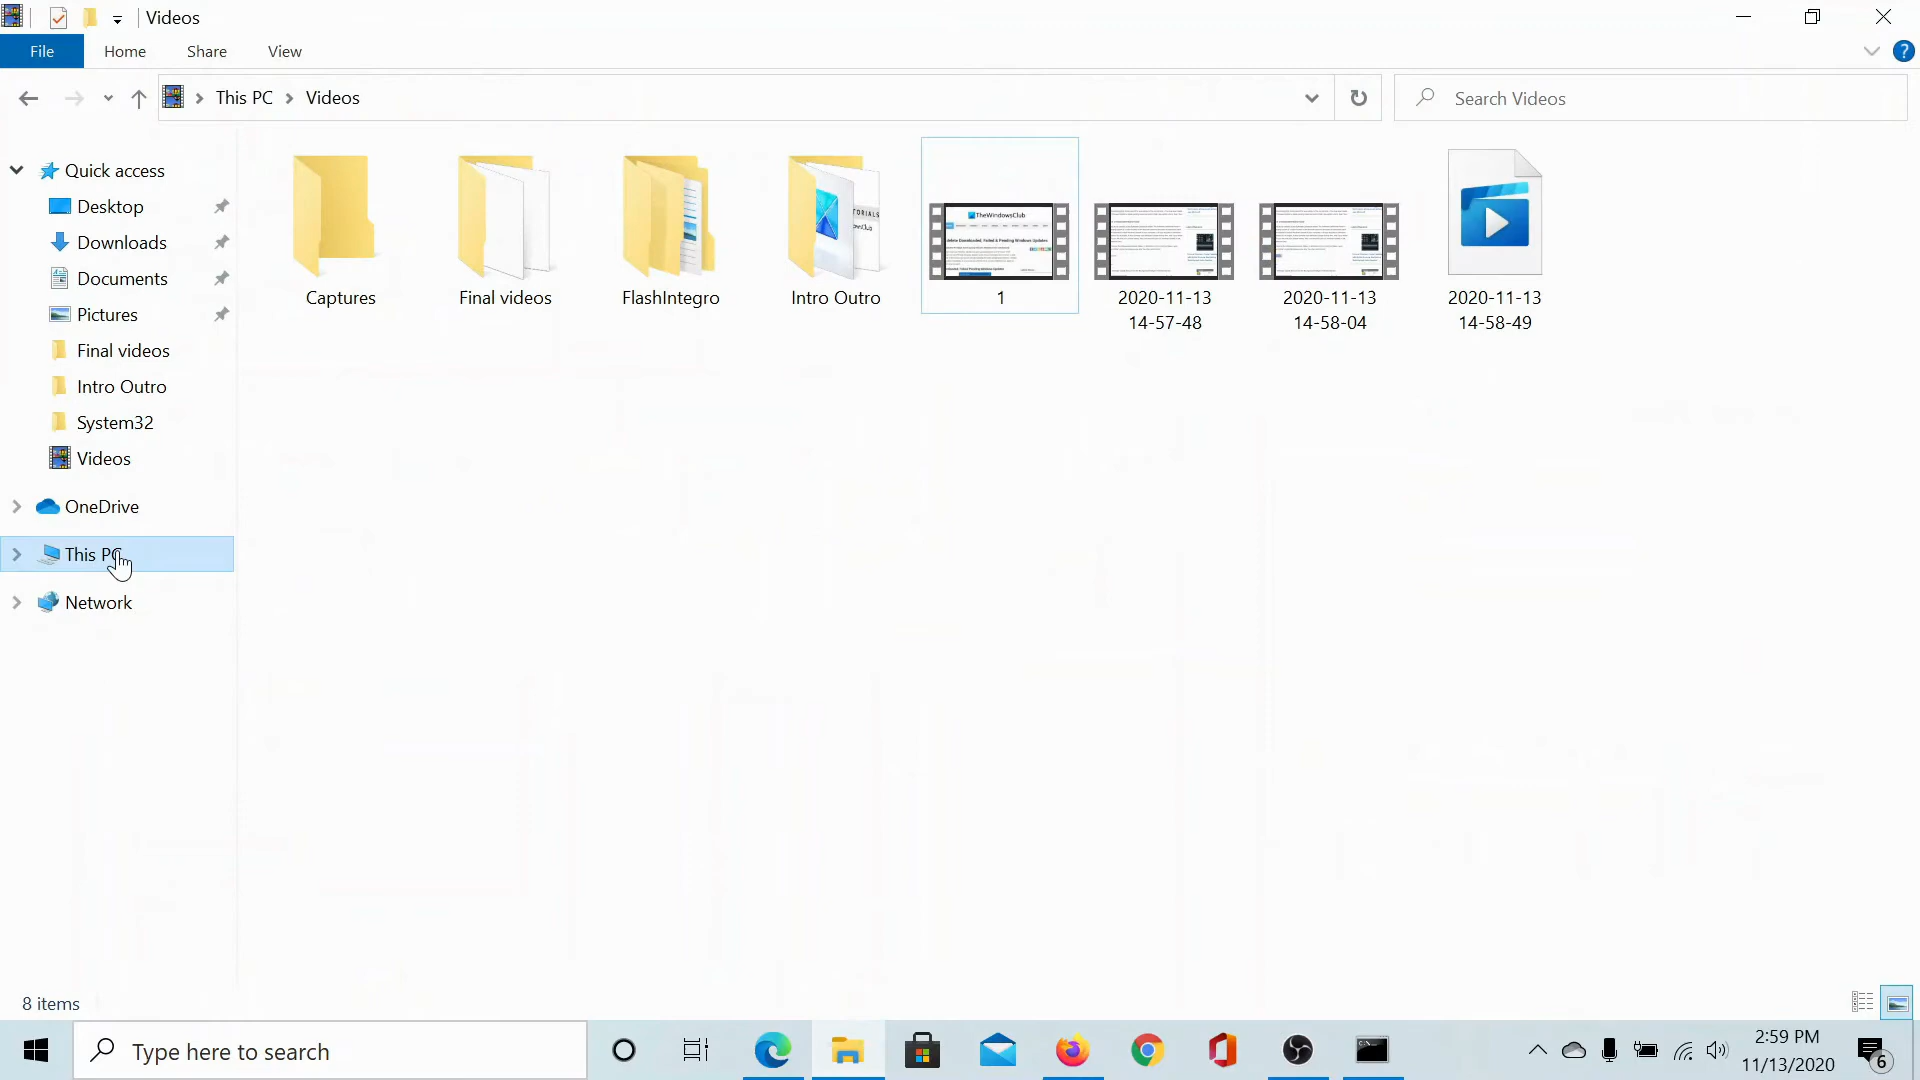 Videos
File Home Share View
This PC Videos
Search Videos
Quick access
Desktop
Downloads
Documents
Pictures
Final videos
Intro Outro
System32
Videos
OneDrive
This PC
Network
TheWindowsClub
Captures
Final videos
FlashIntegro
Intro Outro
1
2020-11-13
14-57-48
2020-11-13
14-58-04
2020-11-13
14-58-49
8 items
Type here to search
2:59 PM
11/13/2020
6